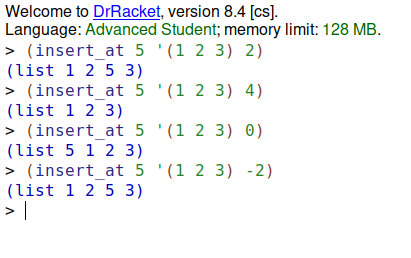 Welcome to DrRacket, version 8.4 [cs].
Language: Advanced Student; memory limit: 128 MB.
> (insert_at 5 '(1 2 3) 2)
(list 1 2 5 3)
> (insert_at 5 '(1 2 3) 4)
(list 1 2 3)
> (insert_at 5 '(1 2 3) 0)
(list 5 1 2 3)
> (insert_at 5 '(1 2 3) -2)
(list 1 2 5 3)
>